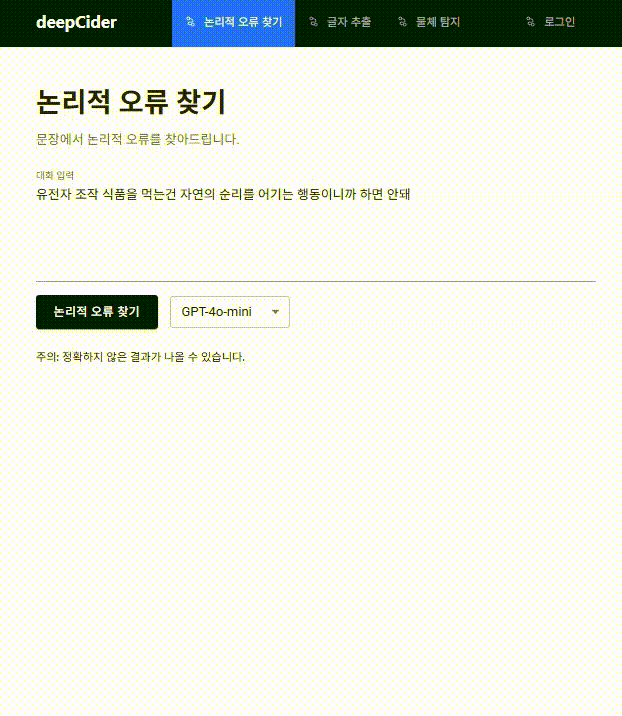 deepCider
논리적 오류 찾기
글자 추출
물체 탐지
로그인
논리적 오류 찾기
문장에서 논리적 오류를 찾아드립니다.
대화 입력
유전자 조작 식품을 먹는건 자연의 순리를 어기는 행동이니까 하면 안돼
논리적 오류 찾기
GPT-4o-mini
주의: 정확하지 않은 결과가 나올 수 있습니다.